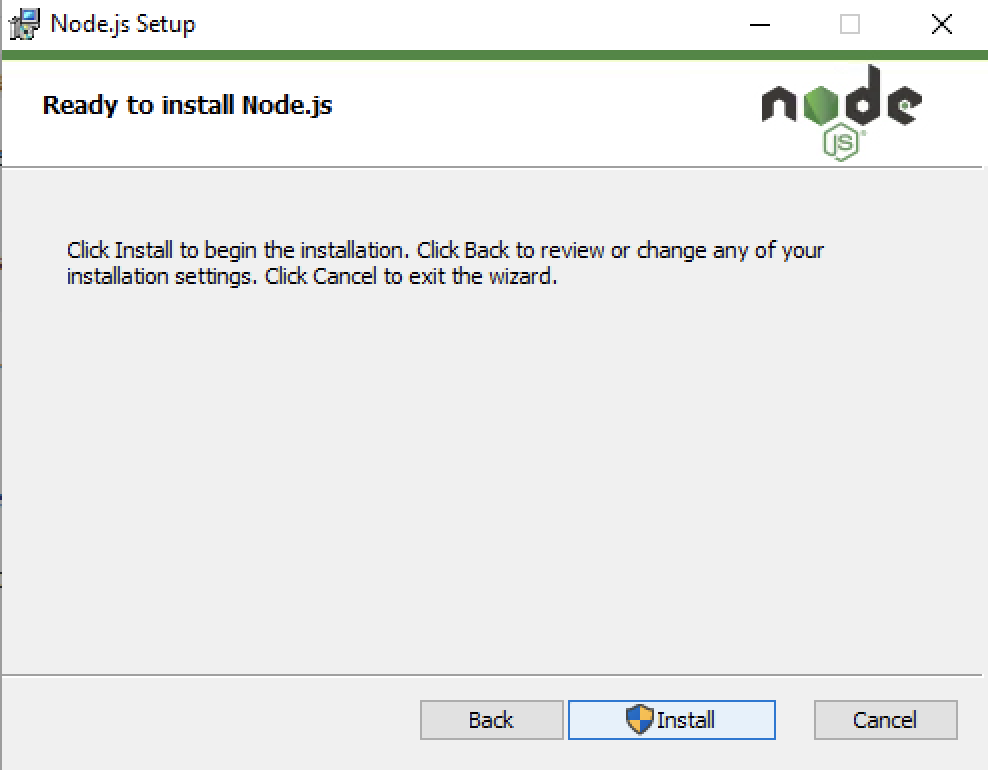 Node.js Setup
Ready to install Node.js
node
JS
Click Install to begin the installation. Click Back to review or change any of your
installation settings. Click Cancel to exit the wizard.
Back
Install
Cancel